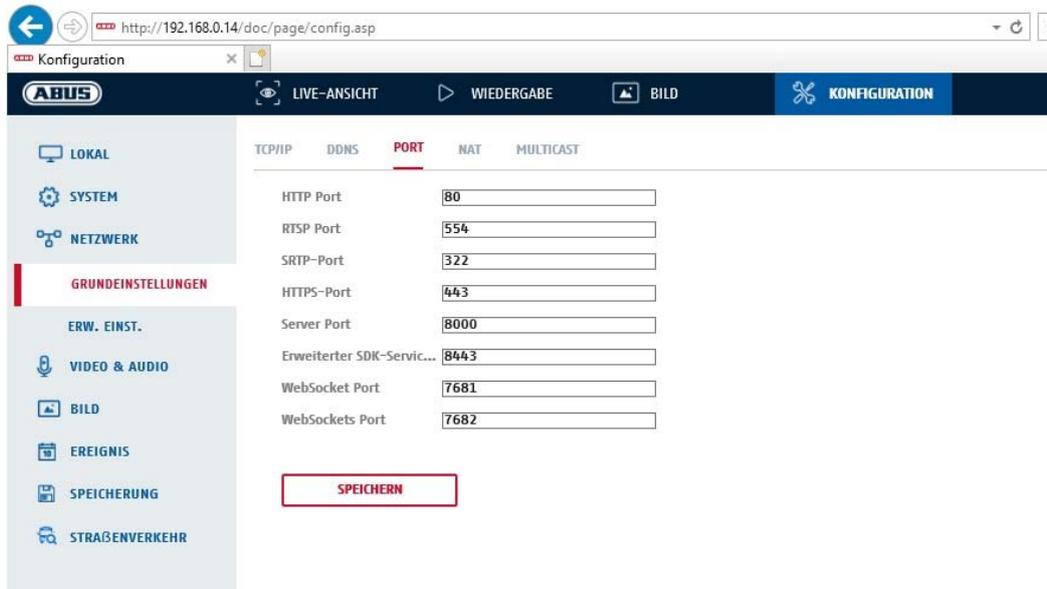 http://192.168.0.14/doc/page/config.asp
Konfiguration
ABUS
LIVE-ANSICHT
WIEDERGABE
BILD
KONFIGURATION
LOKAL
SYSTEM
NETZWERK
GRUNDEINSTELLUNGEN
ERW. EINST.
VIDEO & AUDIO
BILD
EREIGNIS
SPEICHERUNG
STRAßENVERKEHR
TCP/IP DDNS PORT NAT MULTICAST
HTTP Port 80
RTSP Port 554
SRTP-Port 322
HTTPS-Port 443
Server Port 8000
Erweiterter SDK-Servic... 8443
WebSocket Port 7681
WebSockets Port 7682
SPEICHERN